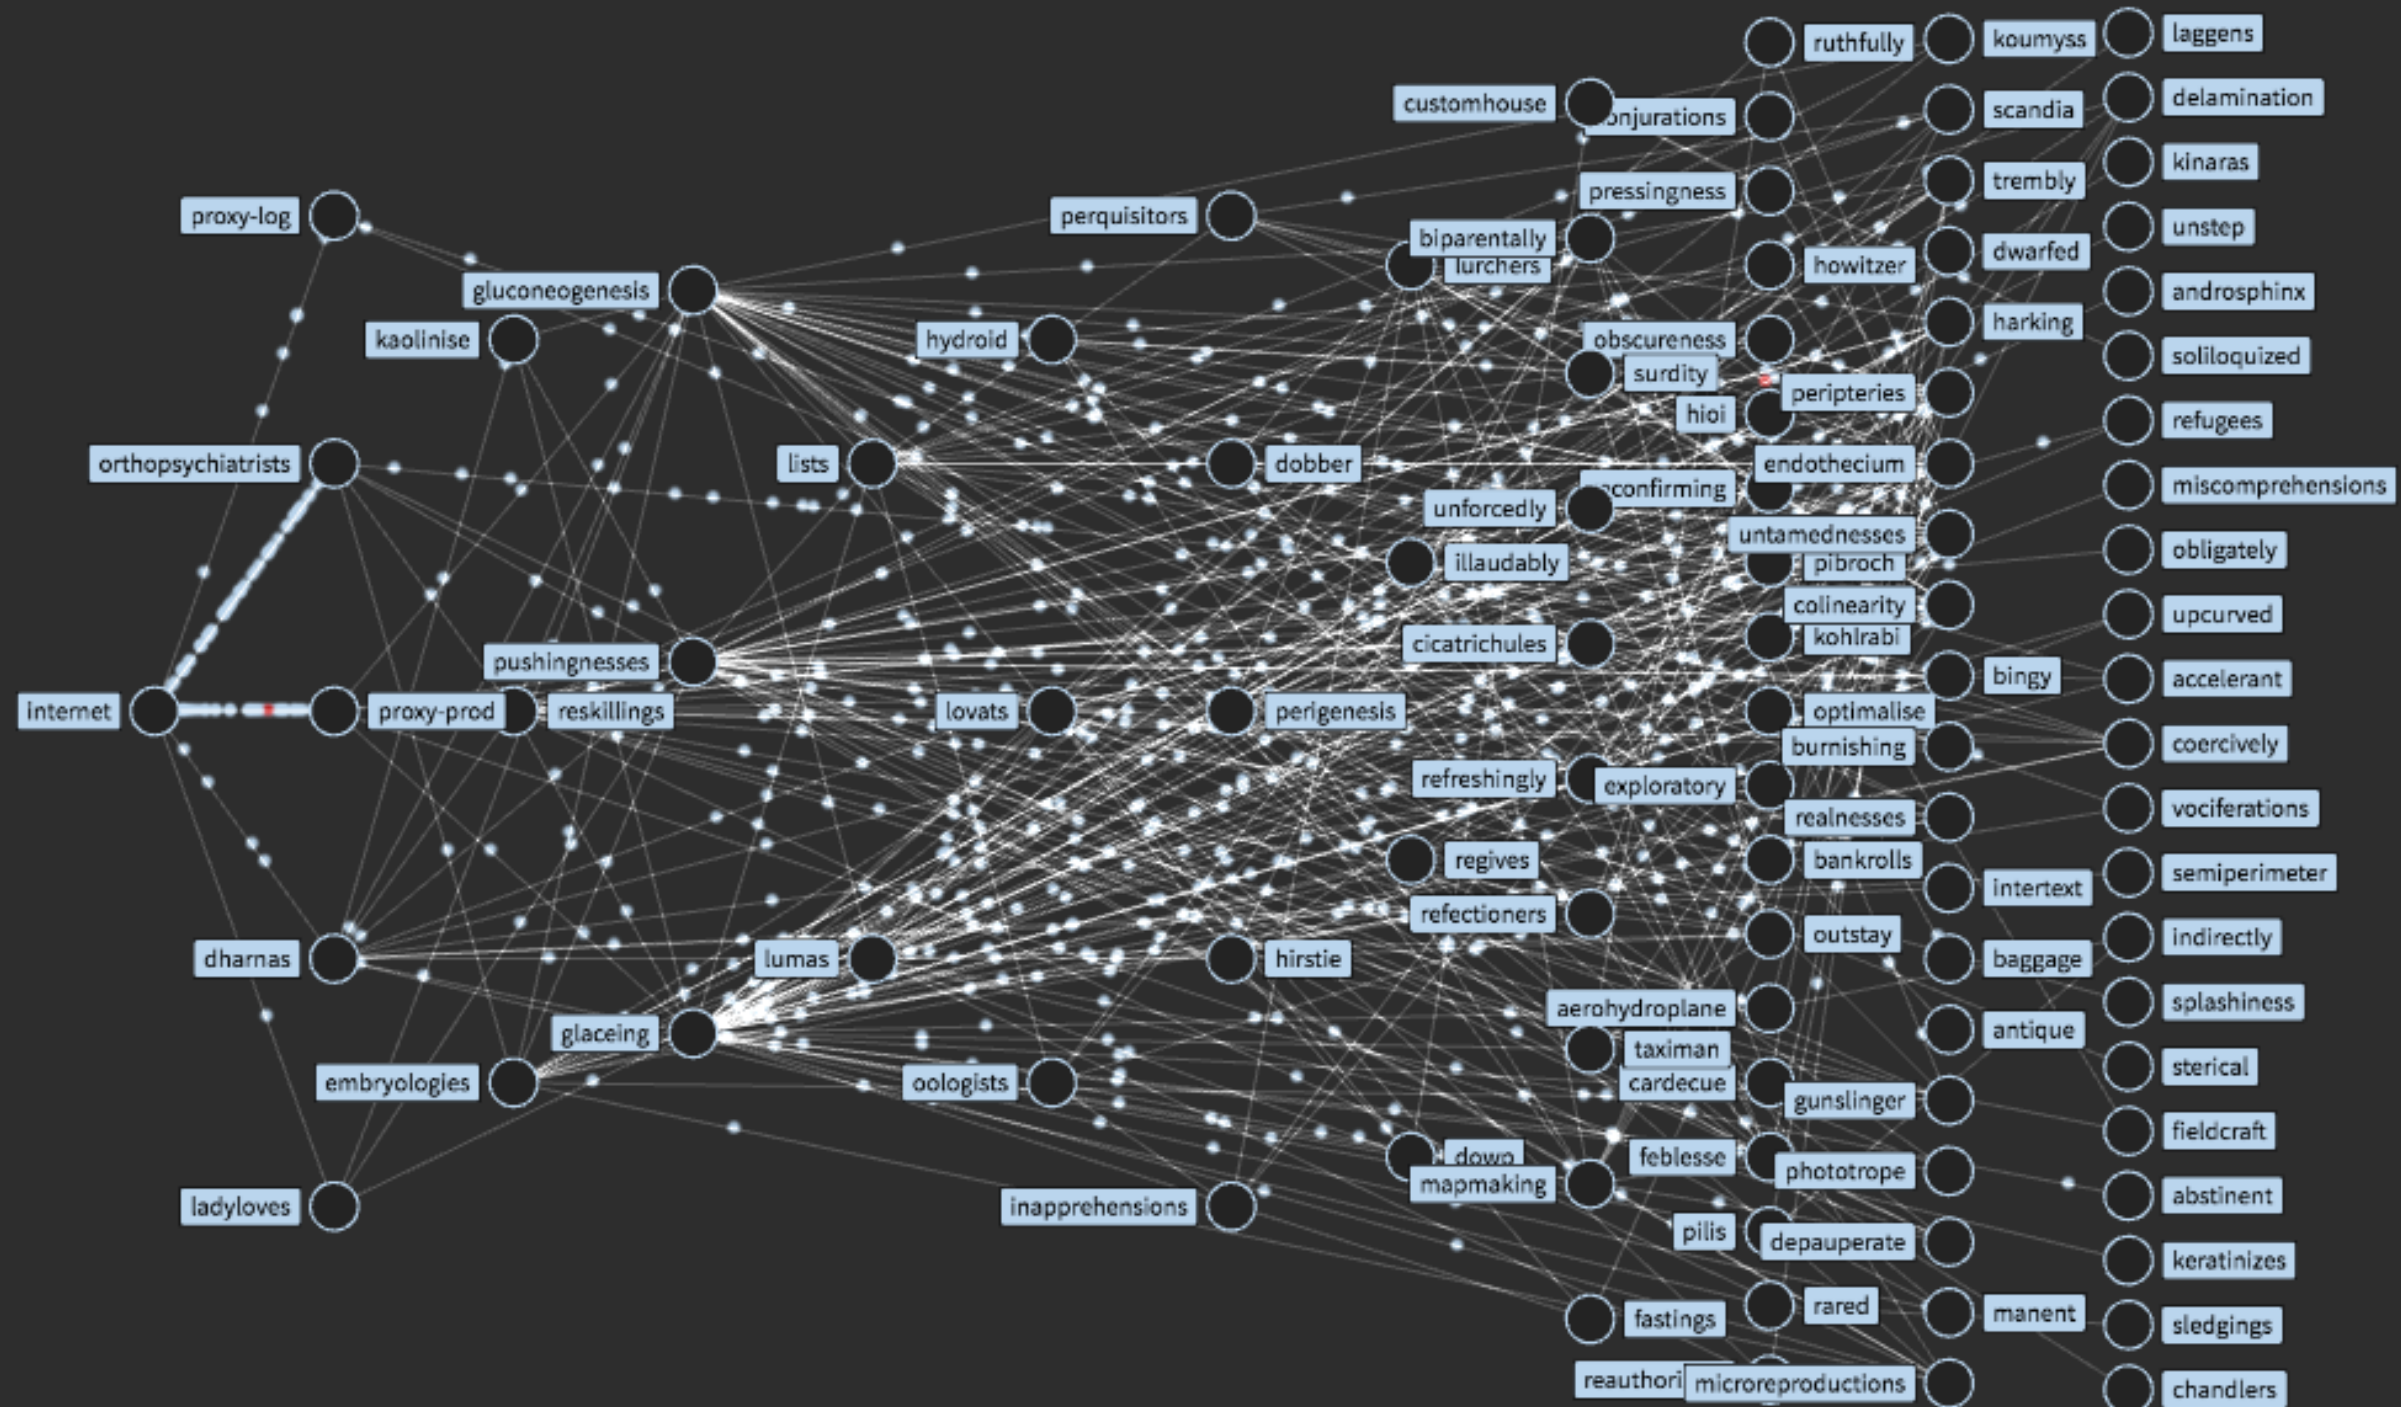 internet
proxy-log
orthopsychiatrists
proxy-prod
dharnas
ladyloves
kaolinise
reskillings
embryologies
gluconeogenesis
pushingnesses
glaceing
lists
lumas
hydroid
lovats
oologists
perquisitors
dobber
perigenesis
hirstie
inapprehensions
lurchers
illaudably
regives
dowp
customhouse
biparentally
surdity
unforcedly
cicatrichules
refreshingly
refectioners
taximan
mapmaking
fastings
ruthfully
onjurations
pressingness
howitzer
obscureness
hioi
confirming
pibroch
kohlrabi
optimalise
exploratory
bankrolls
outstay
aerohydroplane
cardecue
feblesse
pilis
rared
reauthori
koumyss
scandia
trembly
dwarfed
harking
peripteries
endothecium
untamednesses
colinearity
bingy
burnishing
realnesses
intertext
baggage
antique
gunslinger
phototrope
depauperate
manent
microreproductions
laggens
delamination
kinaras
unstep
androsphinx
soliloquized
refugees
miscomprehensions
obligately
upcurved
accelerant
coercively
vociferations
semiperimeter
indirectly
splashiness
sterical
fieldcraft
abstinent
keratinizes
sledgings
chandlers